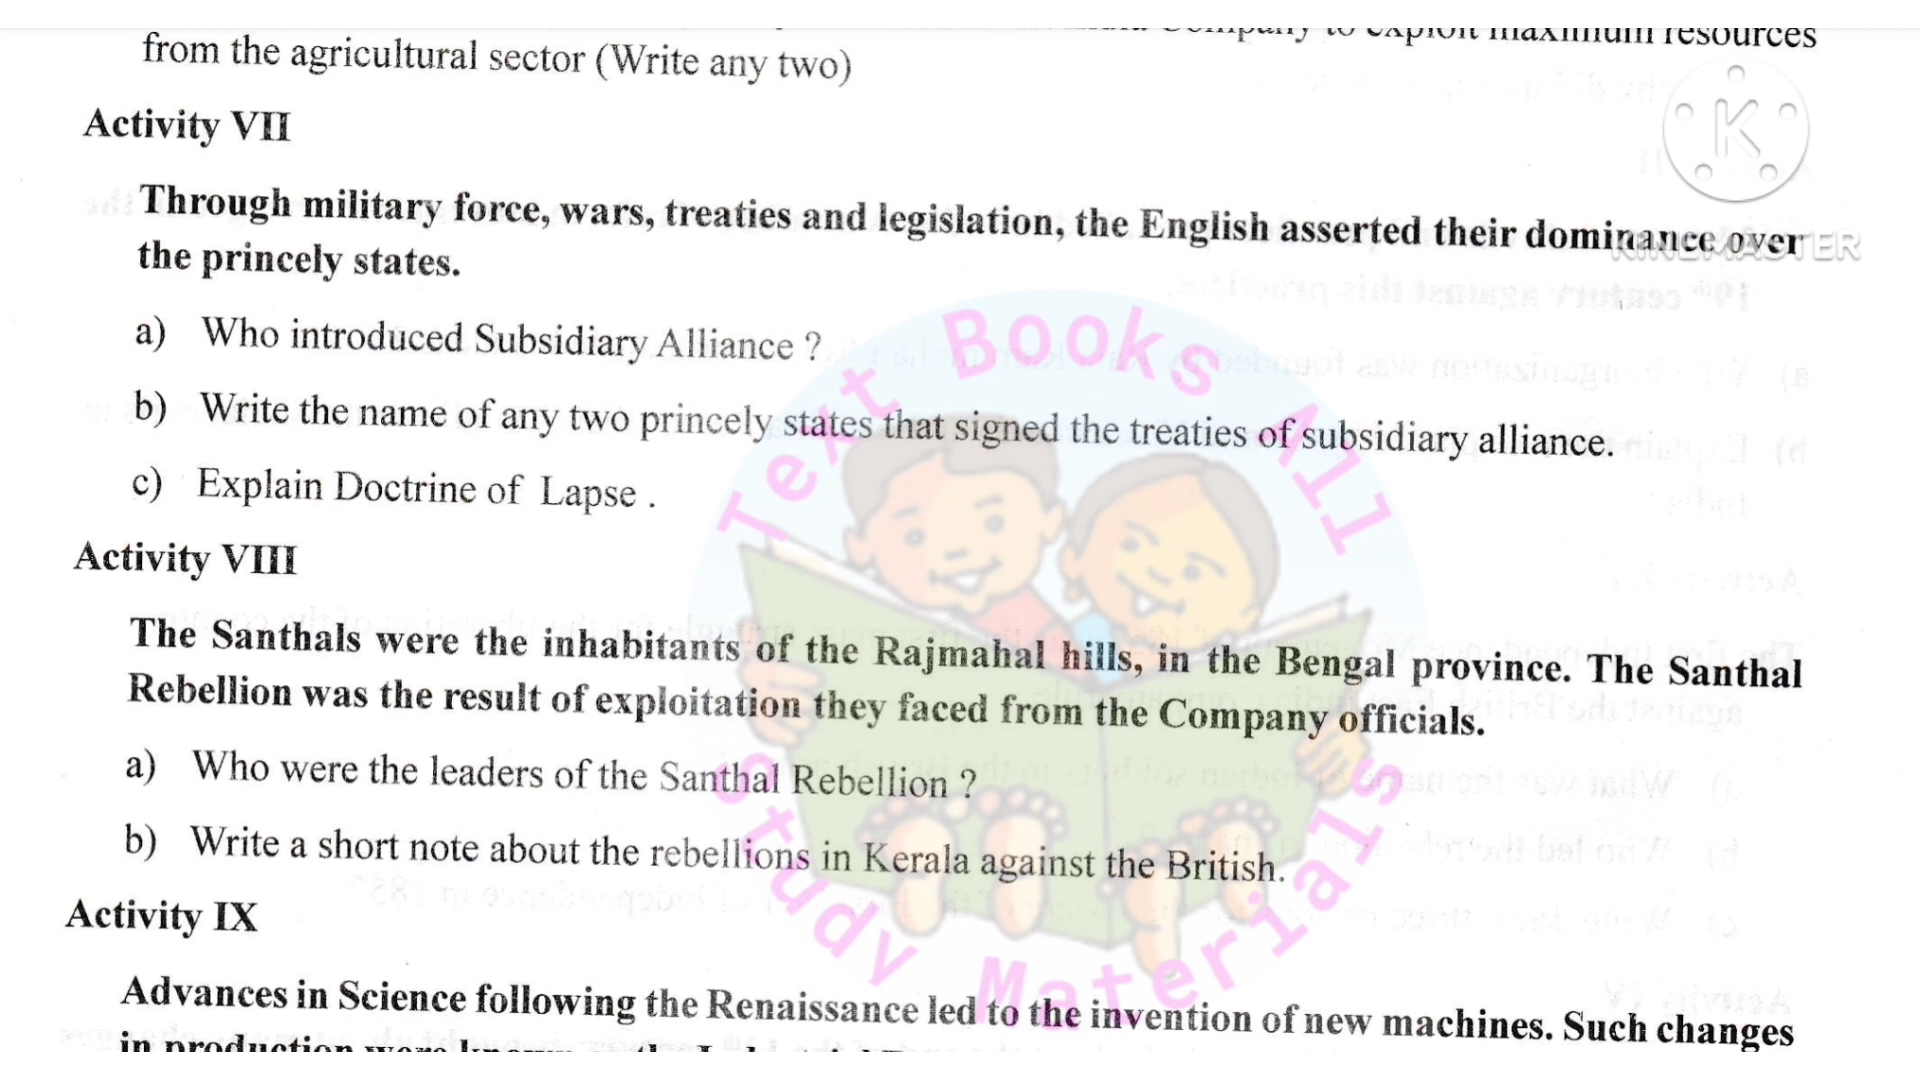 resources
from the agricultural sector (Write any two)
Activity VII
Through military force, wars, treaties and legislation, the English asserted their dominance over
the princely states.
KINEMASTER
a) Who introduced Subsidiary Alliance ?
b) Write the name of any two princely states that signed the treaties of subsidiary alliance.
c) Explain Doctrine of Lapse .
Activity VIII
The Santhals were the inhabitants of the Rajmahal hills, in the Bengal province. The Santhal
Rebellion was the result of exploitation they faced from the Company officials.
a) Who were the leaders of the Santhal Rebellion ?
b) Write a short note about the rebellions in Kerala against the British.
Activity IX
Advances in Science following the Renaissance led to the invention of new machines. Such changes
in production were
Text Books All
Study Materials
K